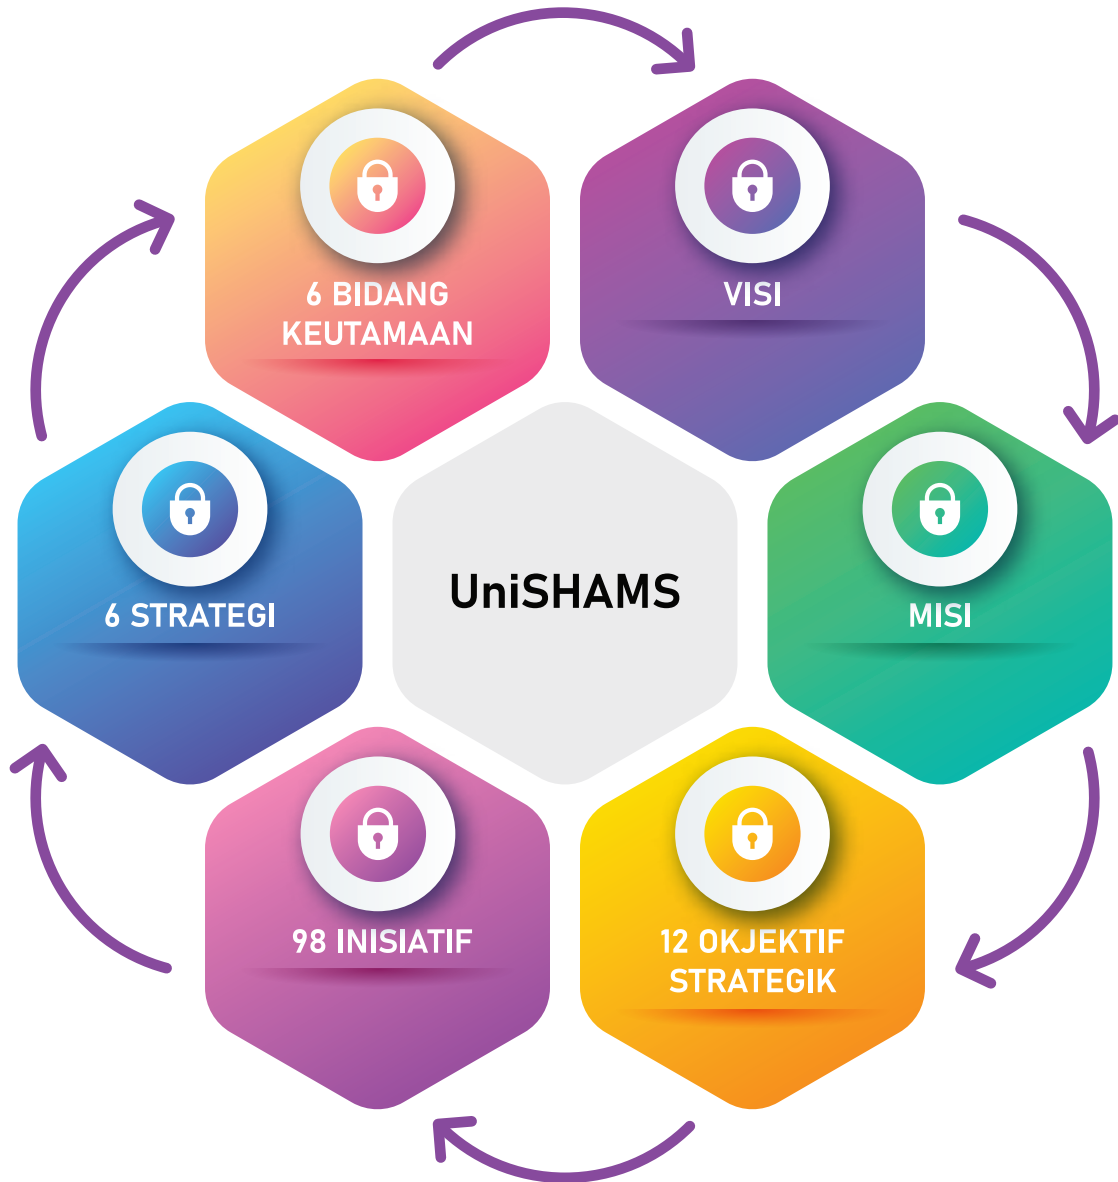 6 BIDANG
KEUTAMAAN
VISI
UniSHAMS
6 STRATEGI
MISI
98 INISIATIF
12 OKJEKTIF
STRATEGIK